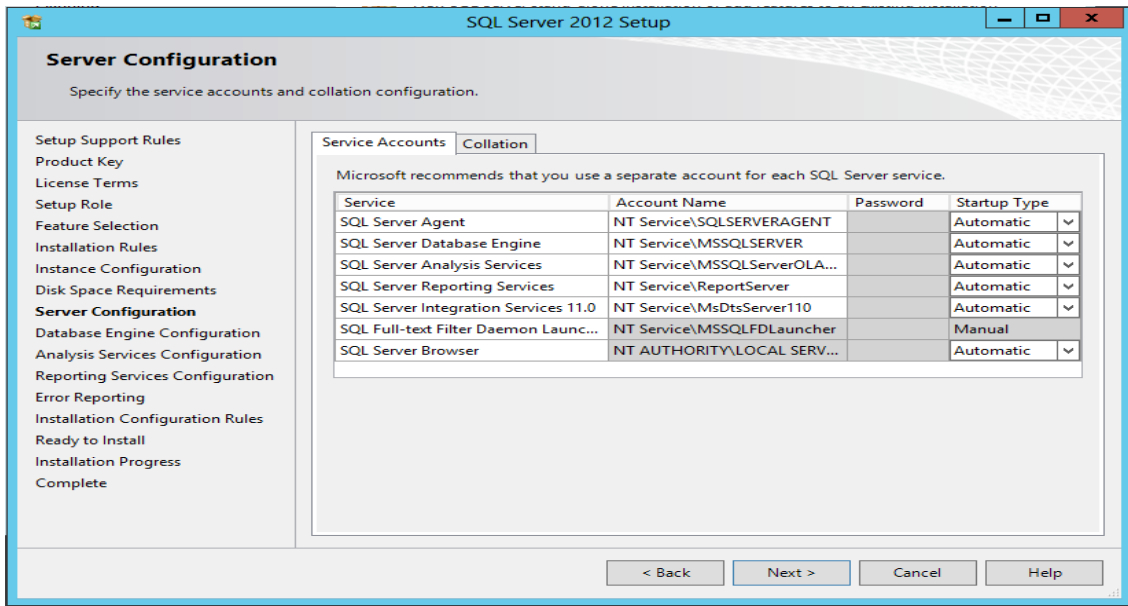 SQL Server 2012 Setup
Server Configuration
Specify the service accounts and collation configuration.
Setup Support Rules
Product Key
License Terms
Setup Role
Feature Selection
Installation Rules
Instance Configuration
Disk Space Requirements
Server Configuration
Database Engine Configuration
Analysis Services Configuration
Reporting Services Configuration
Error Reporting
Installation Configuration Rules
Ready to Install
Installation Progress
Complete
Service Accounts Collation
Microsoft recommends that you use a separate account for each SQL Server service.
Service Account Name Password Startup Type
SQL Server Agent NT Service\SQLSERVERAGENT Automatic
SQL Server Database Engine NT Service\MSSQLSERVER Automatic
SQL Server Analysis Services NT Service\MSSQLServerOLA... Automatic
SQL Server Reporting Services NT Service\ReportServer Automatic
SQL Server Integration Services 11.0 NT Service\MsDtsServer110 Automatic
SQL Full-text Filter Daemon Launc... NT Service\MSSQLFDLauncher Manual
SQL Server Browser NT AUTHORITY\LOCAL SERV... Automatic
< Back Next > Cancel Help